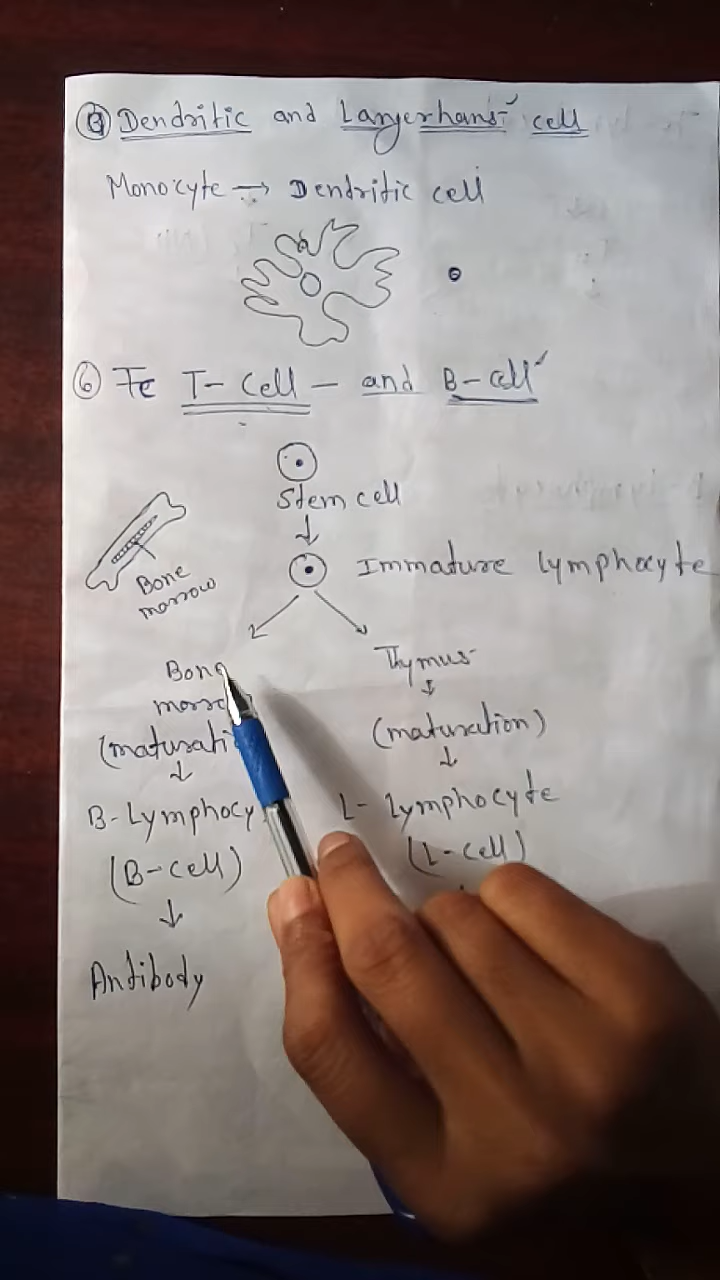 Dendritic and Langerhans cell
Monocyte → Dendritic cell
⑥ T- Cell - and B-cell
Stem cell
↓
Immature lymphocyte
Bone
marrow
Thymus
↓
(maturation)
(maturation)
↓
↓
B-Lymphocy
L- Lymphocyte
(B-cell)
(L-cell)
↓
Antibody